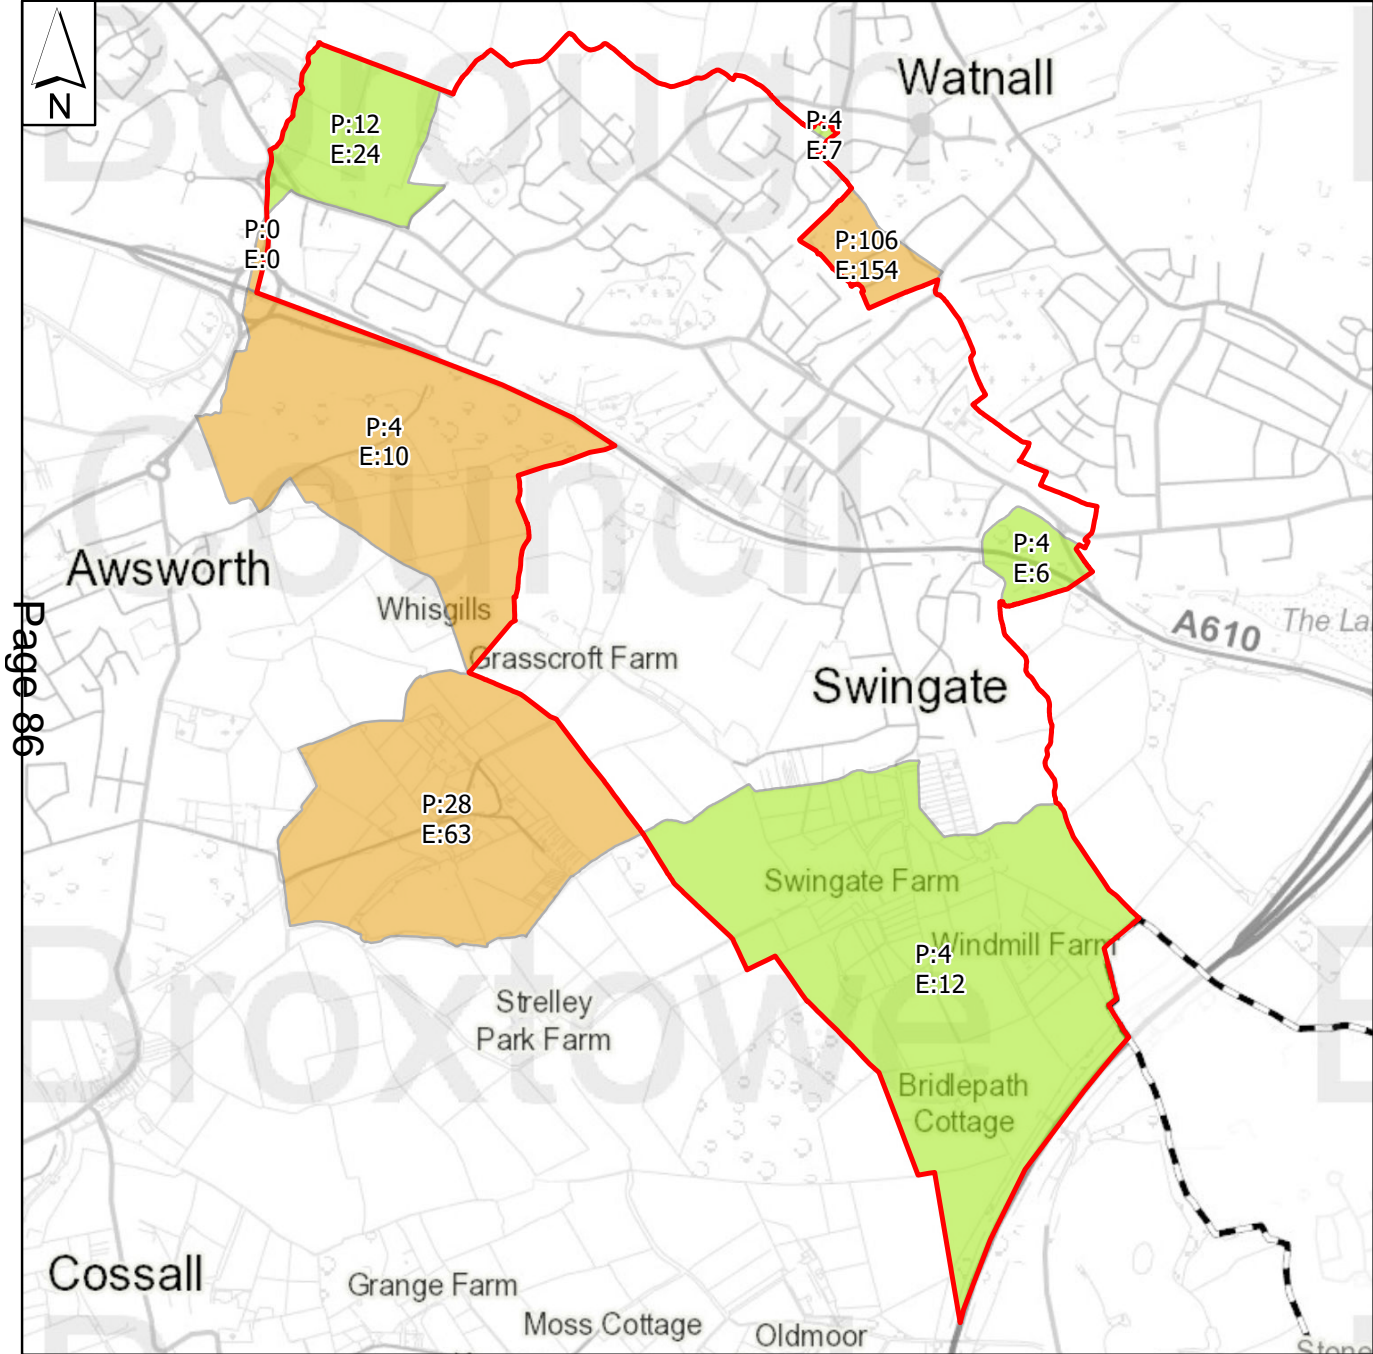 N
Borough
Watnall
P:12
E:24
P:4
E:7
P:0
E:0
P:106
E:154
Council
P:4
E:10
Awsworth
P:4
E:6
Whisgills
A610
Grasscroft Farm
Swingate
Page 86
P:28
E:63
Swingate Farm
Windmill Farm
P:4
E:12
Broxtowe
Strelley
Park Farm
Bridlepath
Cottage
Cossall
Grange Farm
Moss Cottage
Oldmoor